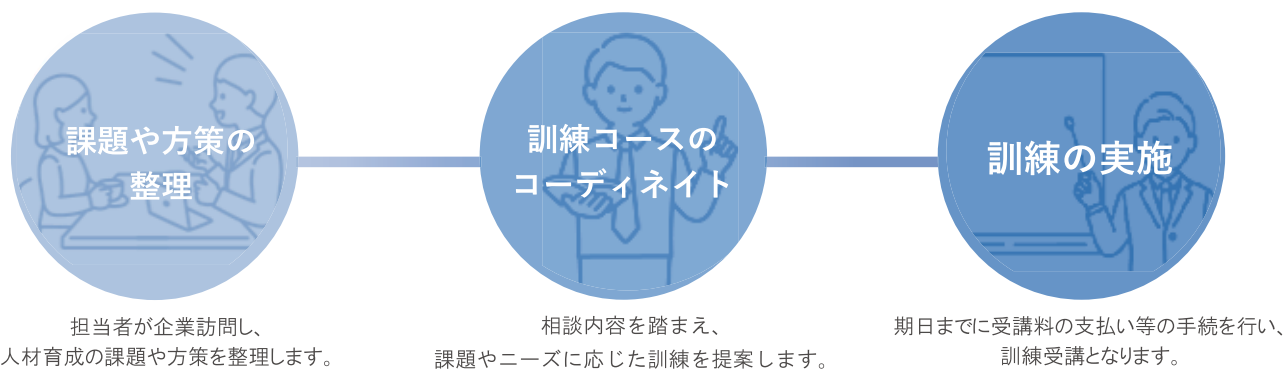 課題や方策の
整理
担当者が企業訪問し、
人材育成の課題や方策を整理します。
訓練コースの
コーディネイト
相談内容を踏まえ、
課題やニーズに応じた訓練を提案します。
訓練の実施
期日までに受講料の支払い等の手続を行い、
訓練受講となります。